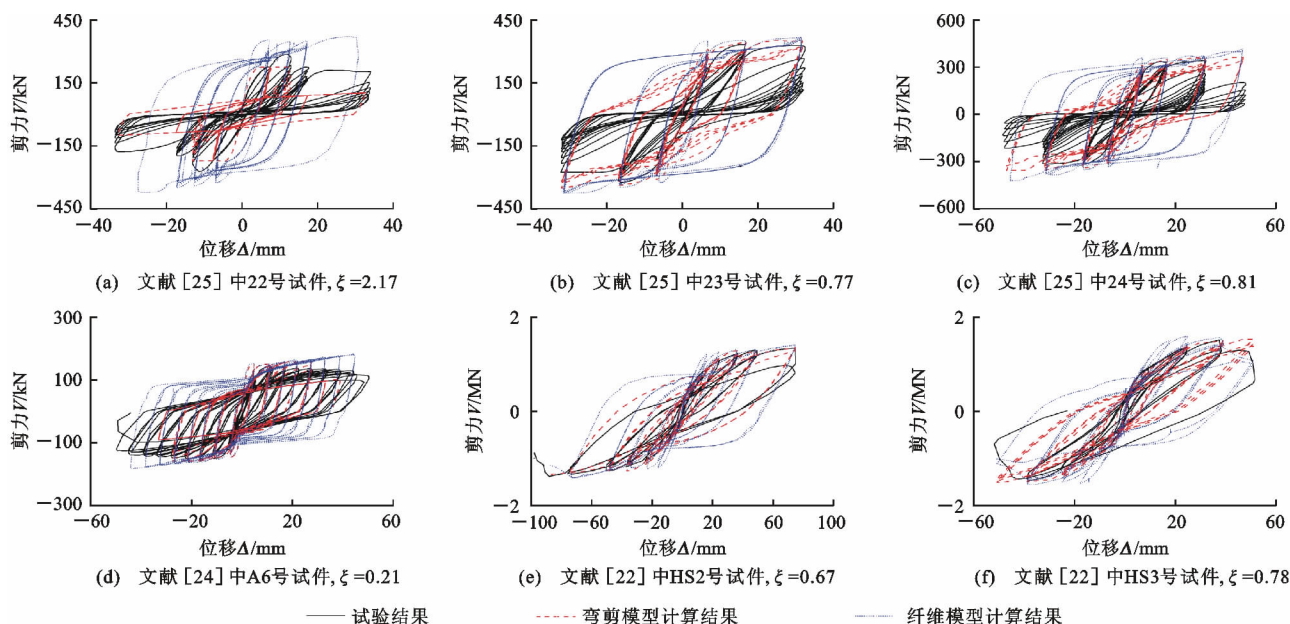 450
150
−150
−450
剪力V/kN
−40
−20
0
20
40
位移Δ/mm
(a) 文献［25］中22号试件, ξ=2.17
450
150
−150
−450
剪力V/kN
−40
−20
0
20
40
位移Δ/mm
(b) 文献［25］中23号试件, ξ=0.77
600
300
0
−300
−600
剪力V/kN
−60
−20
20
60
位移Δ/mm
(c) 文献［25］中24号试件, ξ=0.81
300
100
−100
−300
剪力V/kN
−60
−20
20
60
位移Δ/mm
(d) 文献［24］中A6号试件, ξ=0.21
2
0
−2
剪力V/MN
−100
−60
−20
20
60
100
位移Δ/mm
(e) 文献［22］中HS2号试件, ξ=0.67
2
0
−2
剪力V/MN
−60
−20
20
60
位移Δ/mm
(f) 文献［22］中HS3号试件, ξ=0.78
试验结果
弯剪模型计算结果
纤维模型计算结果